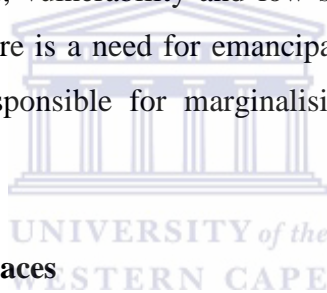 , vulnerability and low s
re is a need for emancipa
sponsible for marginalisi
UNIVERSITY of the
aces
WESTERN CAPE